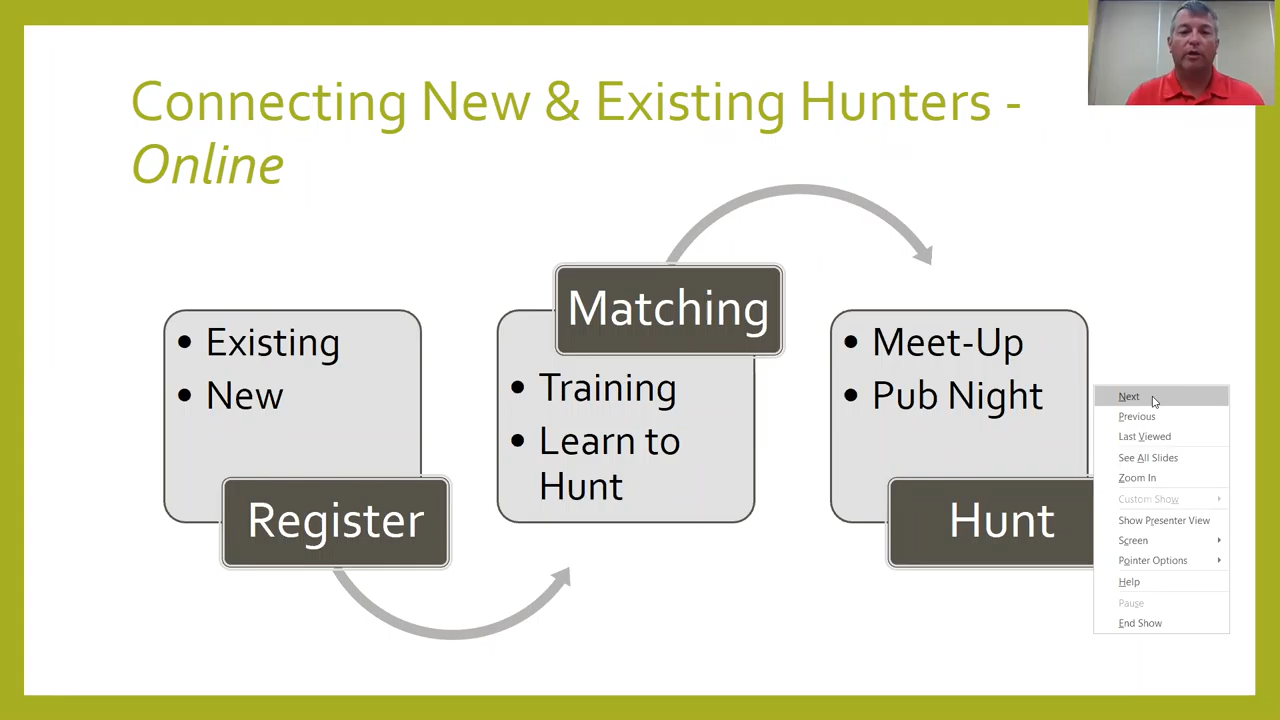 Connecting New & Existing Hunters -
Online
• Existing
• New
Register
Matching
• Training
• Learn to
Hunt
• Meet-Up
• Pub Night
Hunt
Next
Previous
Last Viewed
See All Slides
Zoom In
Custom Show
Show Presenter View
Screen
Pointer Options
Help
Pause
End Show